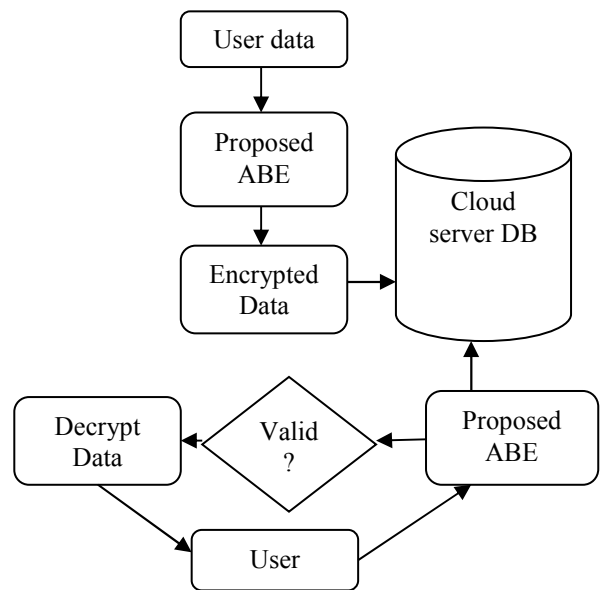 User data
Proposed
ABE
Cloud
server DB
Encrypted
Data
Decrypt
Data
Valid
?
Proposed
ABE
User